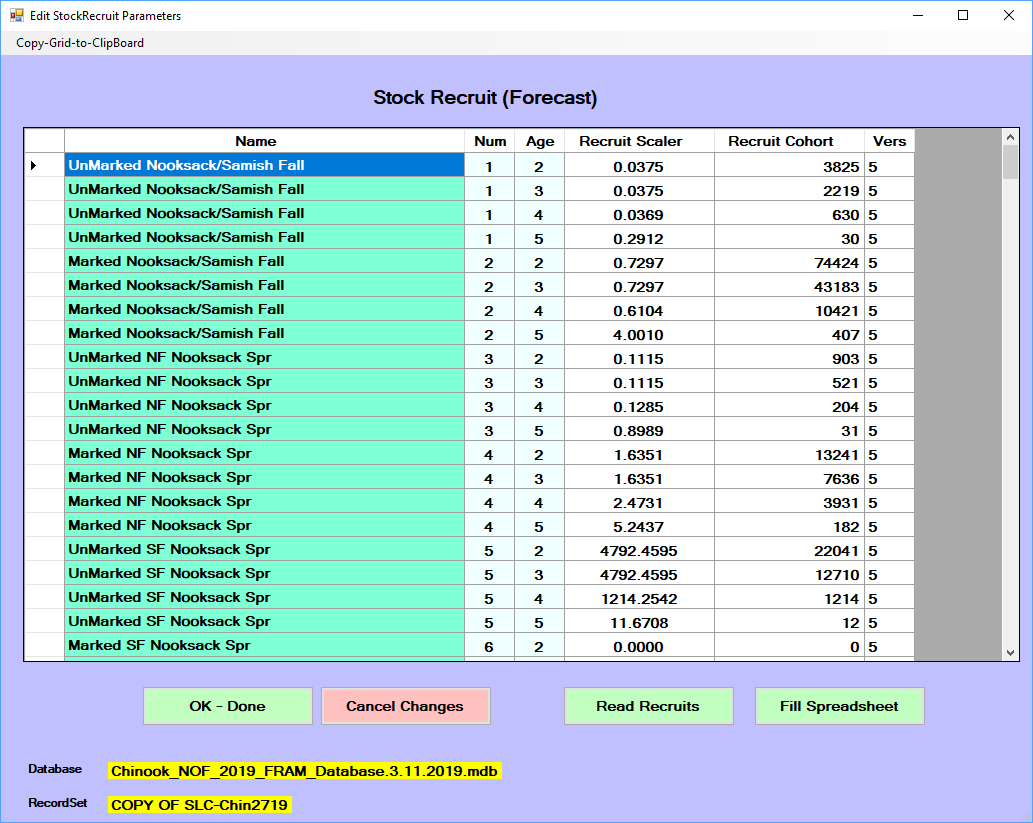 Edit StockRecruit Parameters
Copy-Grid-to-ClipBoard
Stock Recruit (Forecast)
Name Num Age Recruit Scaler Recruit Cohort Vers
UnMarked Nooksack/Samish Fall 1 2 0.0375 3825 5
UnMarked Nooksack/Samish Fall 1 3 0.0375 2219 5
UnMarked Nooksack/Samish Fall 1 4 0.0369 630 5
UnMarked Nooksack/Samish Fall 1 5 0.2912 30 5
Marked Nooksack/Samish Fall 2 2 0.7297 74424 5
Marked Nooksack/Samish Fall 2 3 0.7297 43183 5
Marked Nooksack/Samish Fall 2 4 0.6104 10421 5
Marked Nooksack/Samish Fall 2 5 4.0010 407 5
UnMarked NF Nooksack Spr 3 2 0.1115 903 5
UnMarked NF Nooksack Spr 3 3 0.1115 521 5
UnMarked NF Nooksack Spr 3 4 0.1285 204 5
UnMarked NF Nooksack Spr 3 5 0.8989 31 5
Marked NF Nooksack Spr 4 2 1.6351 13241 5
Marked NF Nooksack Spr 4 3 1.6351 7636 5
Marked NF Nooksack Spr 4 4 2.4731 3931 5
Marked NF Nooksack Spr 4 5 5.2437 182 5
UnMarked SF Nooksack Spr 5 2 4792.4595 22041 5
UnMarked SF Nooksack Spr 5 3 4792.4595 12710 5
UnMarked SF Nooksack Spr 5 4 1214.2542 1214 5
UnMarked SF Nooksack Spr 5 5 11.6708 12 5
Marked SF Nooksack Spr 6 2 0.0000 0 5
OK - Done Cancel Changes Read Recruits Fill Spreadsheet
Database Chinook_NOF_2019_FRAM_Database.3.11.2019.mdb
RecordSet COPY OF SLC-Chin2719